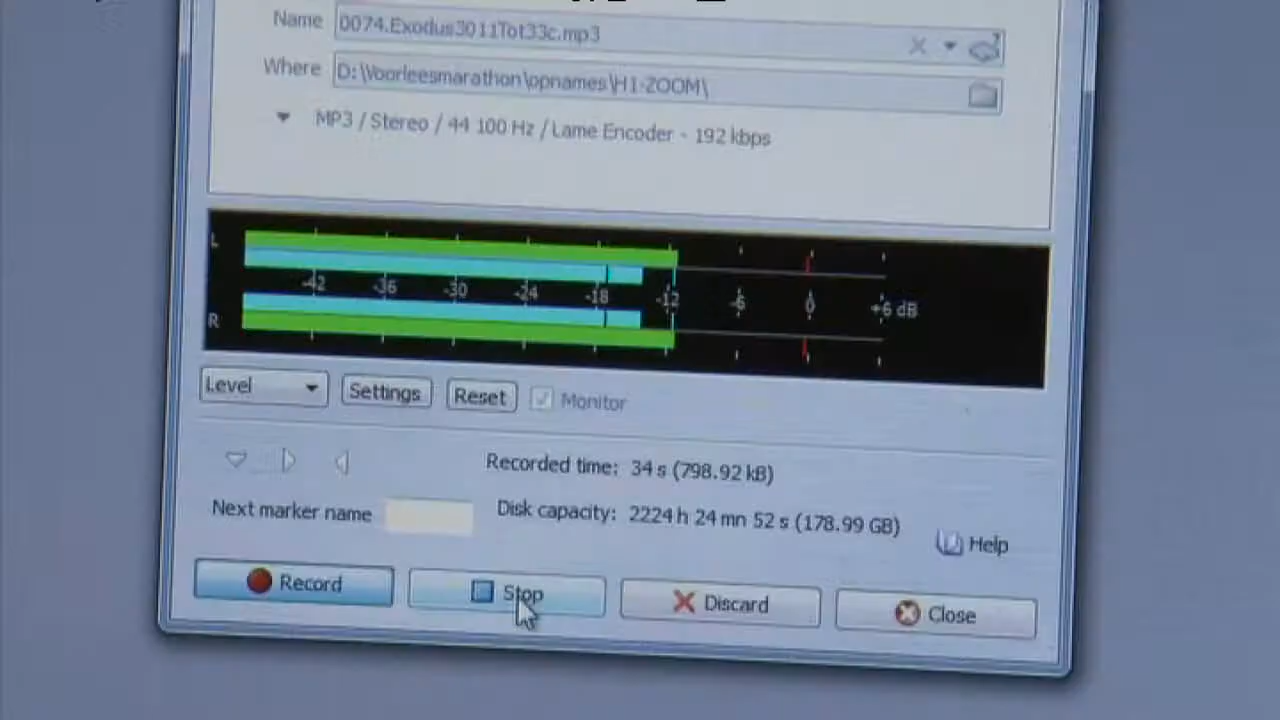 Name 0074.Exodus3011Tot33c.mp3
Where D:\Voorleesmarathon\opnames\H1-ZOOM\
MP3 / Stereo / 44 100 Hz / Lame Encoder - 192 kbps
L
-42 -36 -30 -24 -18 -12 -6 0 +6 dB
R
Level Settings Reset Monitor
Recorded time: 34 s (798.92 kB)
Next marker name Disk capacity: 2224 h 24 mn 52 s (178.99 GB)
Help
Record Stop Discard Close